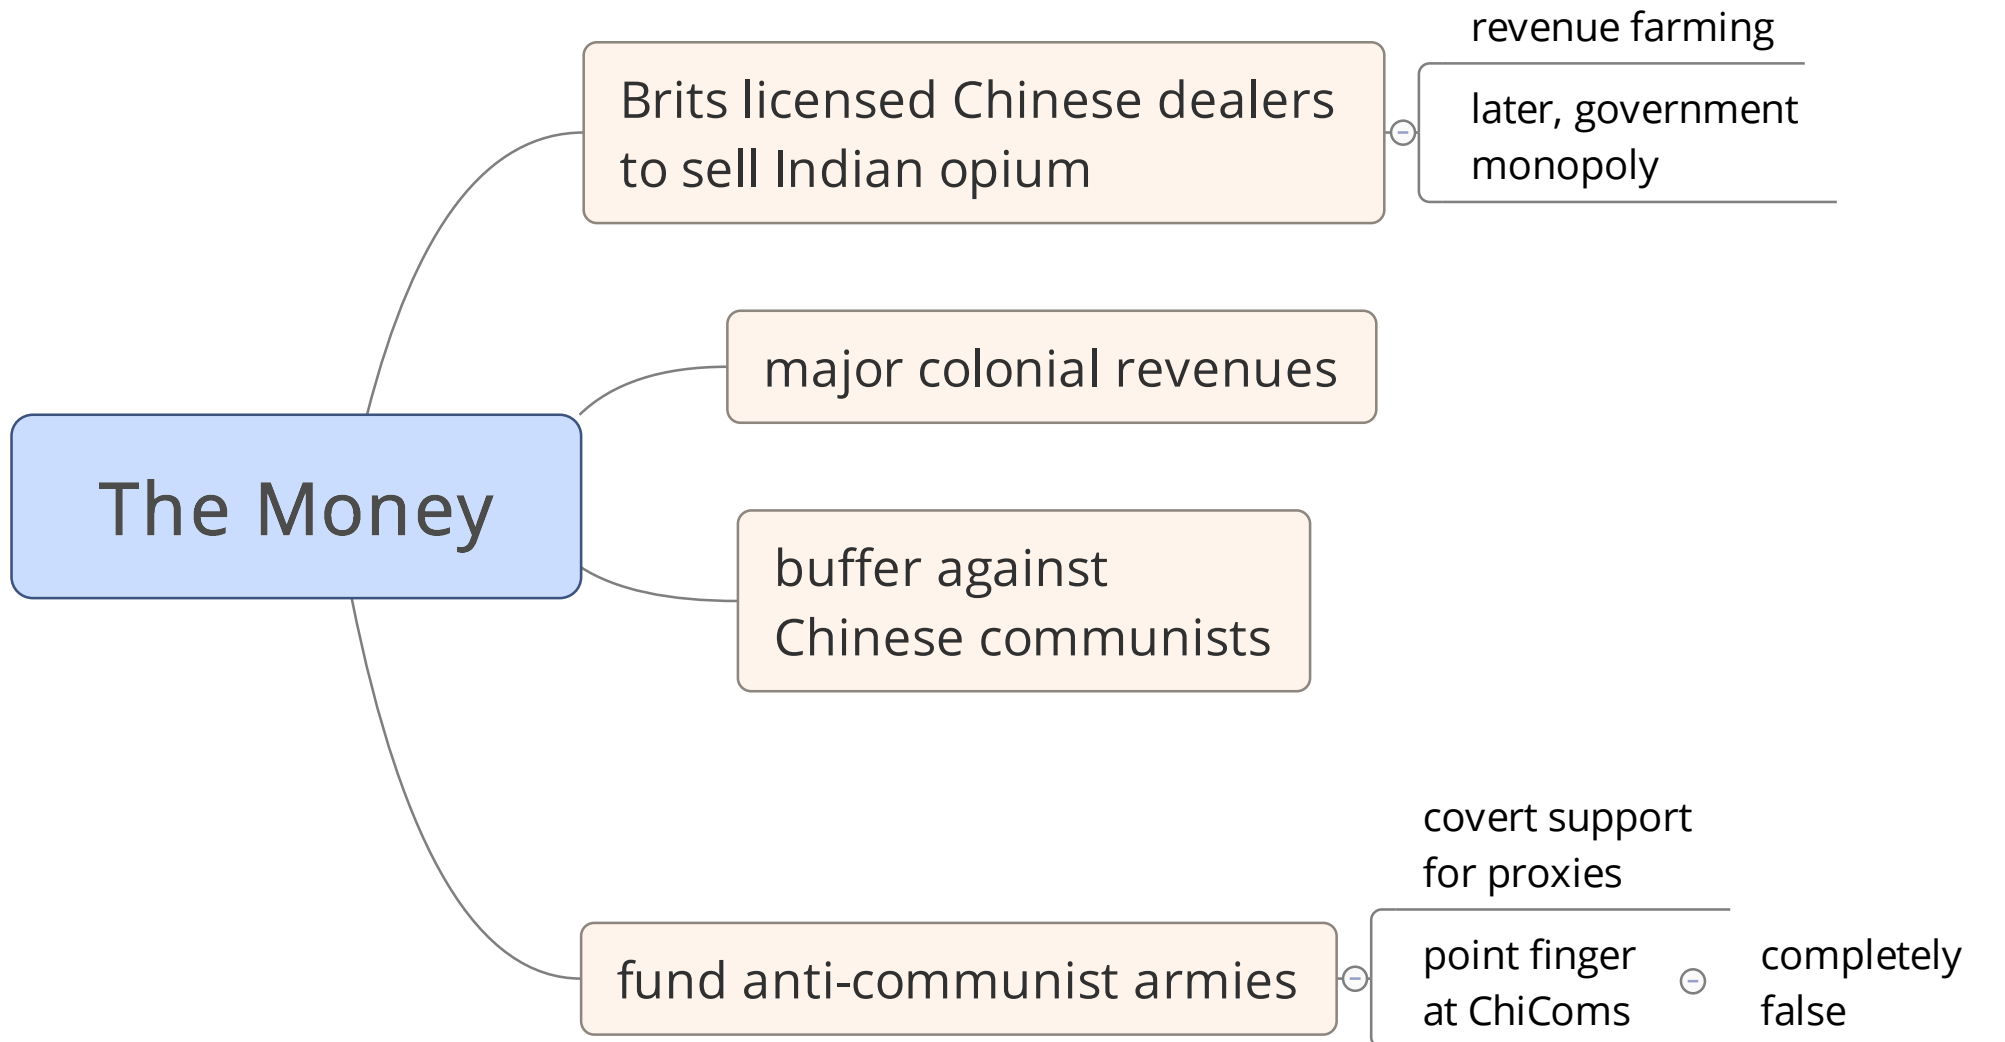 The Money
Brits licensed Chinese dealers
to sell Indian opium
revenue farming
later, government
monopoly
major colonial revenues
buffer against
Chinese communists
fund anti-communist armies
covert support
for proxies
point finger
at ChiComs
completely
false